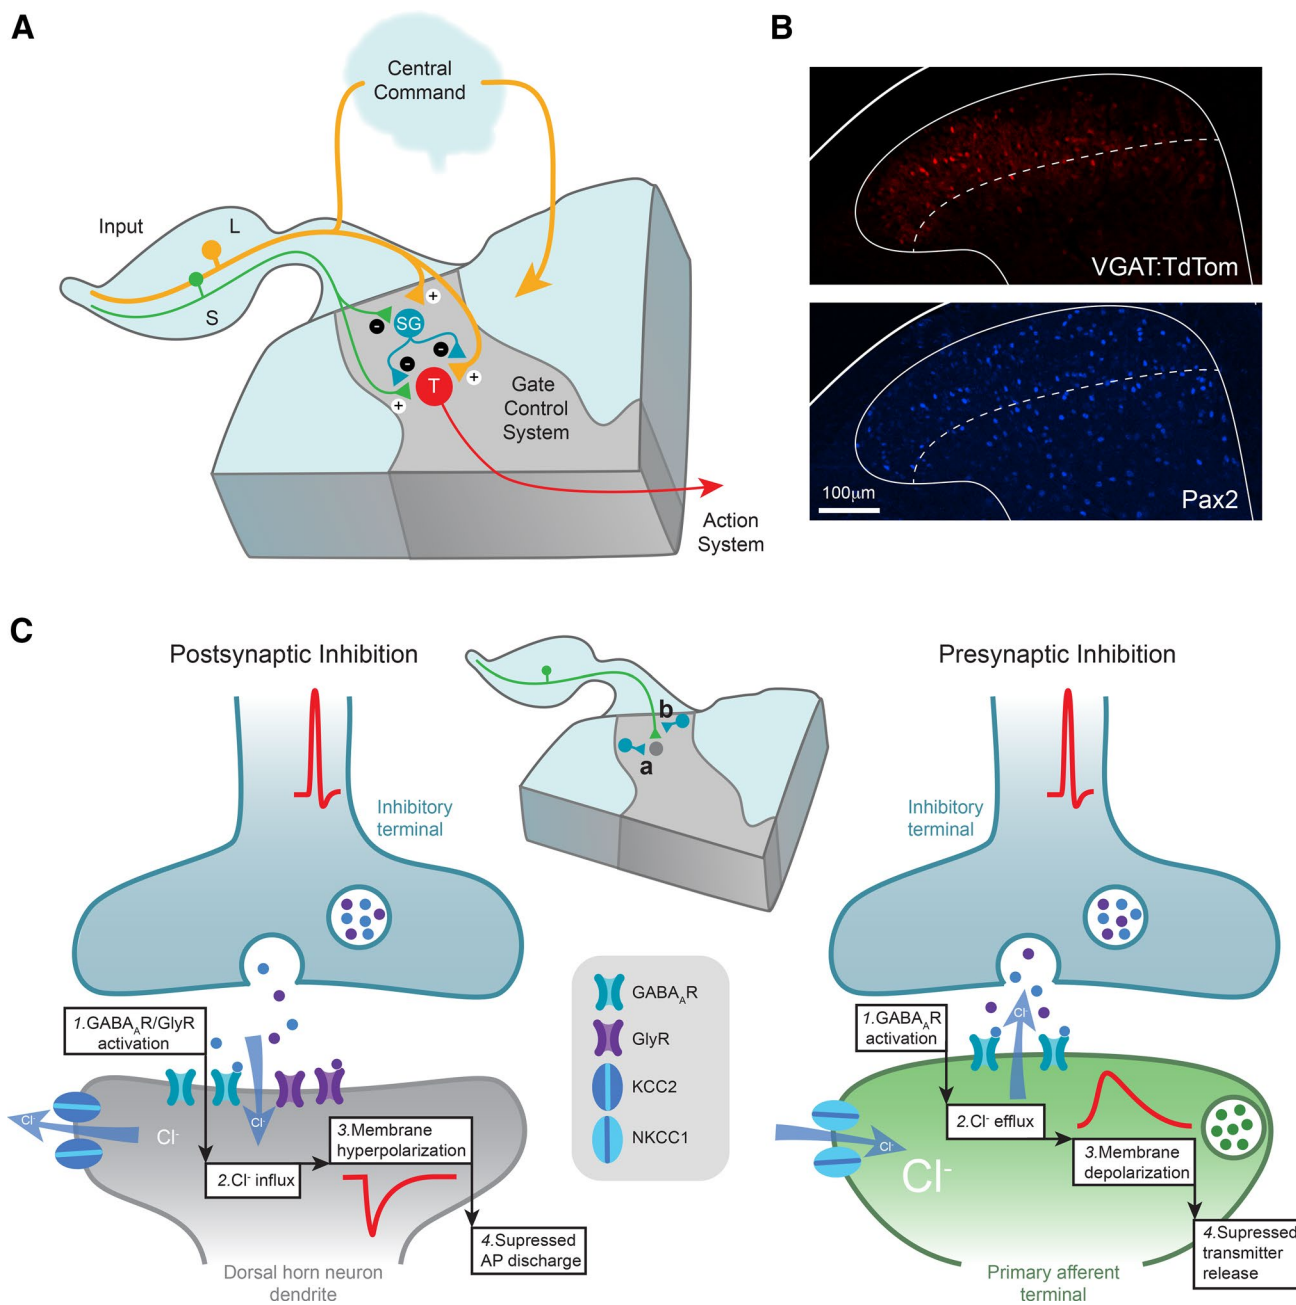 A
Central
Command
Input
L
S
+
-
SG
-
-
T
+
+
Gate
Control
System
Action
System
B
VGAT:TdTom
100µm
Pax2
C
Postsynaptic Inhibition
Inhibitory
terminal
1.GABAAR/GlyR
activation
Cl-
Cl-
Cl-
2.Cl- influx
3.Membrane
hyperpolarization
4.Supressed
AP discharge
Dorsal horn neuron
dendrite
b
a
GABAAR
GlyR
KCC2
NKCC1
Presynaptic Inhibition
Inhibitory
terminal
1.GABAAR
activation
Cl-
2.Cl- efflux
Cl-
Cl-
3.Membrane
depolarization
4.Supressed
transmitter
release
Primary afferent
terminal